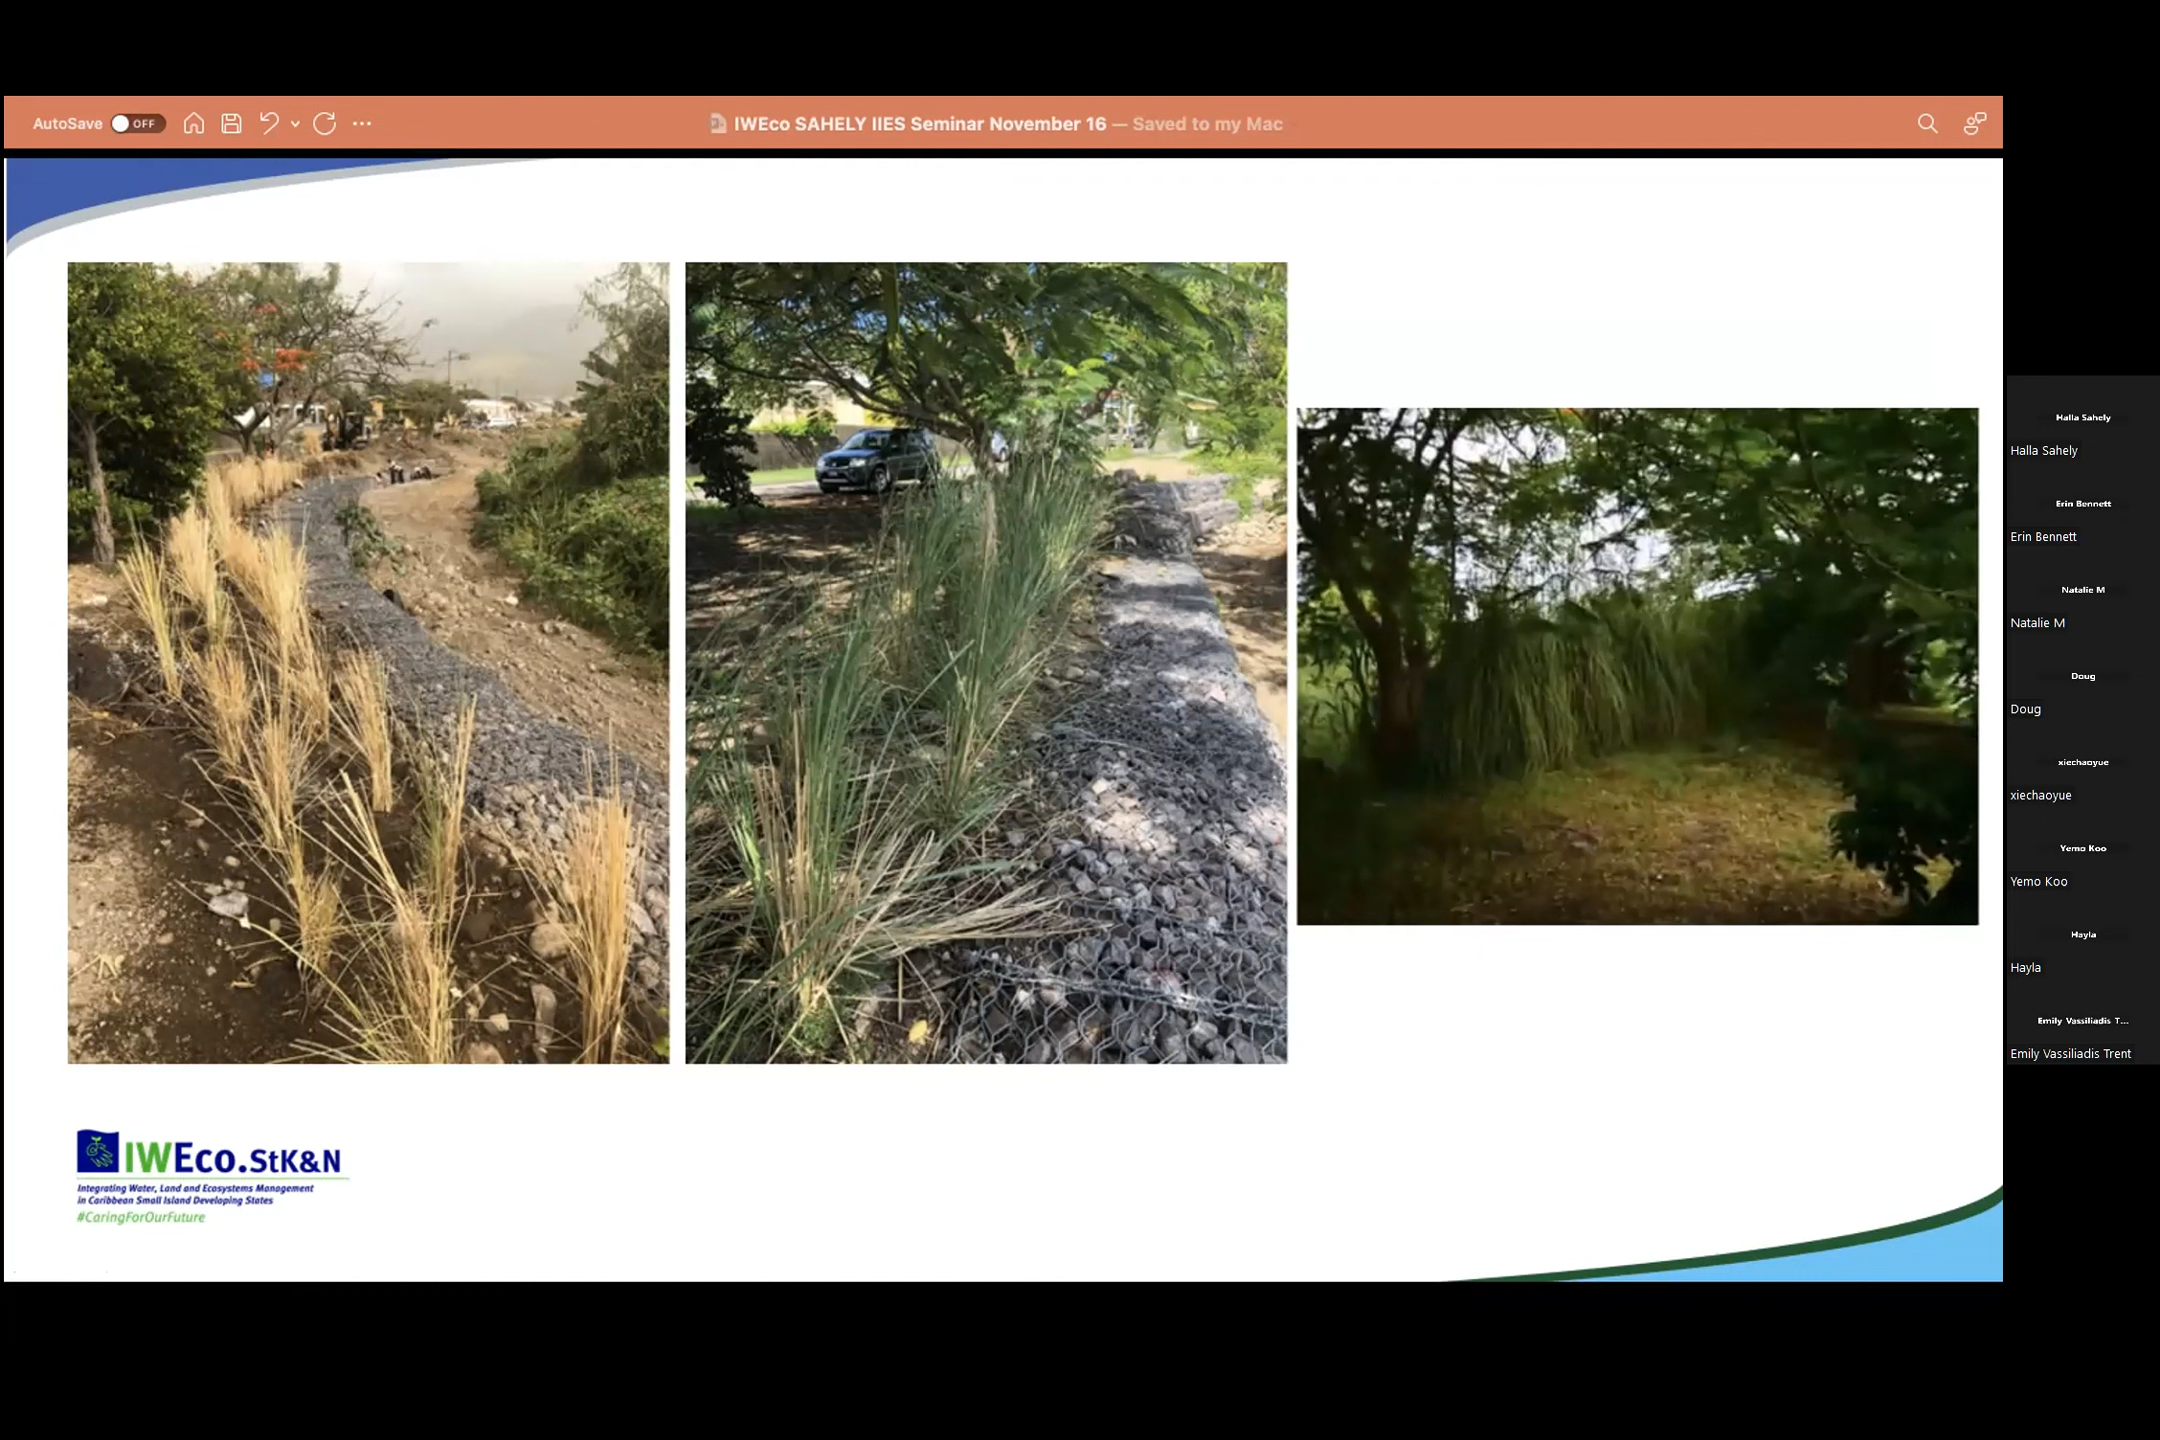 AutoSave OFF
IWEco SAHELY IIES Seminar November 16 — Saved to my Mac
Halla Sahely
Halla Sahely
Erin Bennett
Erin Bennett
Natalie M
Natalie M
Doug
Doug
xiechaoyue
xiechaoyue
Yemo Koo
Yemo Koo
Hayla
Hayla
Emily Vassiliadis T...
Emily Vassiliadis Trent
IWEco.StK&N
Integrating Water, Land and Ecosystems Management
in Caribbean Small Island Developing States
#CaringForOurFuture